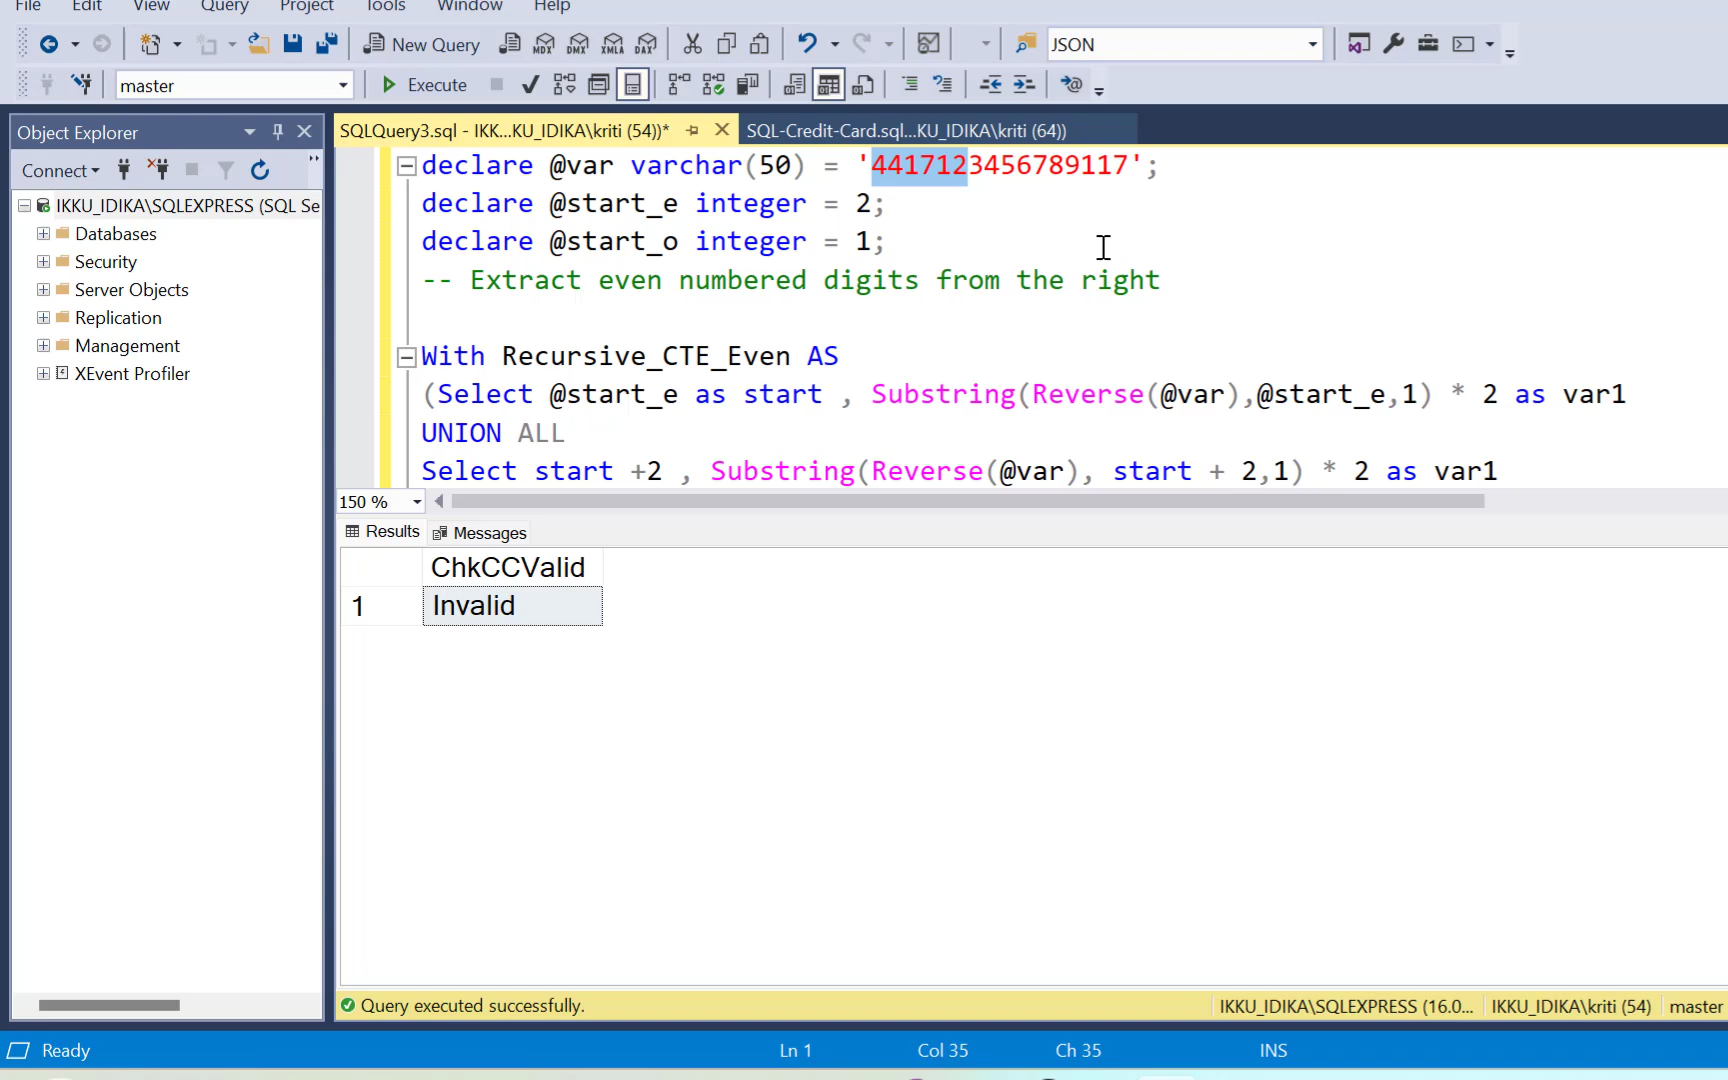 File Edit View Query Project Tools Window Help
New Query MDX DMX XMLA DAX JSON
master Execute
Object Explorer
Connect
IKKU_IDIKA\SQLEXPRESS (SQL Se
Databases
Security
Server Objects
Replication
Management
XEvent Profiler
SQLQuery3.sql - IKK...KU_IDIKA\kriti (54))* SQL-Credit-Card.sql...KU_IDIKA\kriti (64))
declare @var varchar(50) = '4417123456789117';
declare @start_e integer = 2;
declare @start_o integer = 1;
-- Extract even numbered digits from the right
With Recursive_CTE_Even AS
(Select @start_e as start , Substring(Reverse(@var),@start_e,1) * 2 as var1
UNION ALL
Select start +2 , Substring(Reverse(@var), start + 2,1) * 2 as var1
150 %
Results Messages
ChkCCValid
1 Invalid
Query executed successfully. IKKU_IDIKA\SQLEXPRESS (16.0... IKKU_IDIKA\kriti (54) master
Ready Ln 1 Col 35 Ch 35 INS